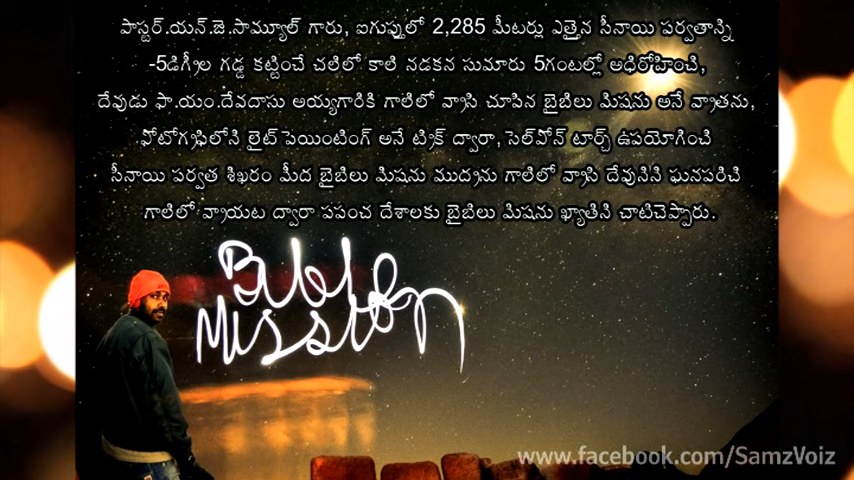 పాస్టర్.యన్.జె.సామ్యూల్ గారు, ఐగుప్తులో 2,285 మీటర్లు ఎత్తైన సీనాయి పర్వతాన్ని
-5డిగ్రీల గడ్డ కట్టించే చలిలో కాలి నడకన సుమారు 5గంటల్లో అధిరోహించి,
దేవుడు ఫా.యం.దేవదాసు అయ్యగారికి గాలిలో వ్రాసి చూపిన బైబిలు మిషను అనే వ్రాతను,
ఫోటోగ్రఫిలోని లైట్ పెయింటింగ్ అనే ట్రిక్ ద్వారా, సెల్‌ఫోన్ టార్చ్ ఉపయోగించి
సీనాయి పర్వత శిఖరం మీద బైబిలు మిషను ముద్రను గాలిలో వ్రాసి దేవునిని ఘనపరిచి
గాలిలో వ్రాయుట ద్వారా పపంచ దేశాలకు బైబిలు మిషను ఖ్యాతిని చాటిచెప్పారు.
Bible
Mission
www.facebook.com/SamzVoiz